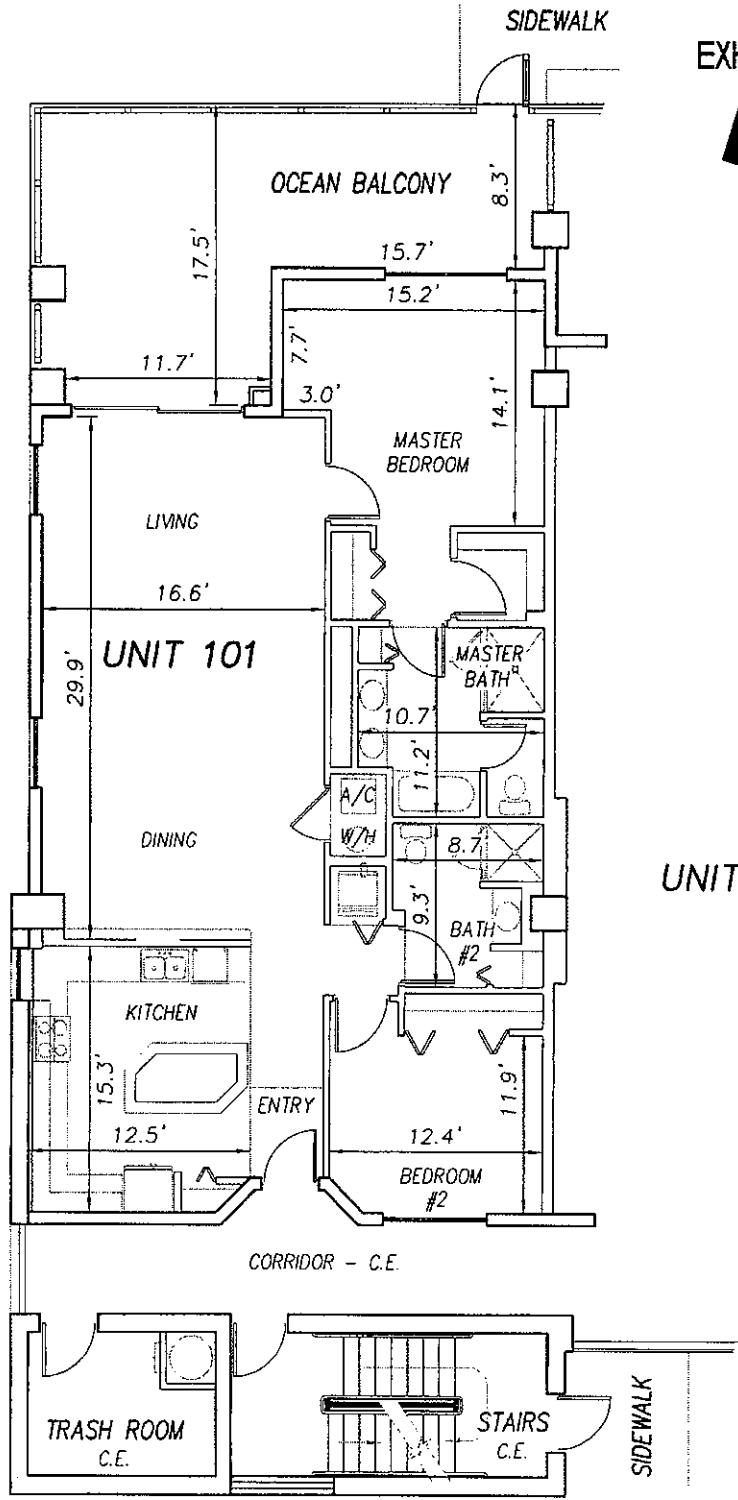 SIDEWALK
EXH
OCEAN BALCONY
8.3'
17.5'
15.7'
15.2'
7.7'
11.7'
3.0'
14.1'
MASTER
BEDROOM
LIVING
16.6'
UNIT 101
29.9'
MASTER
BATH
10.7'
11.2'
A/C
W/H
DINING
8.7'
UNIT
9.3'
BATH
#2
KITCHEN
15.3'
ENTRY
11.9'
12.5'
12.4'
BEDROOM
#2
CORRIDOR - C.E.
TRASH ROOM
C.E.
STAIRS
C.E.
SIDEWALK